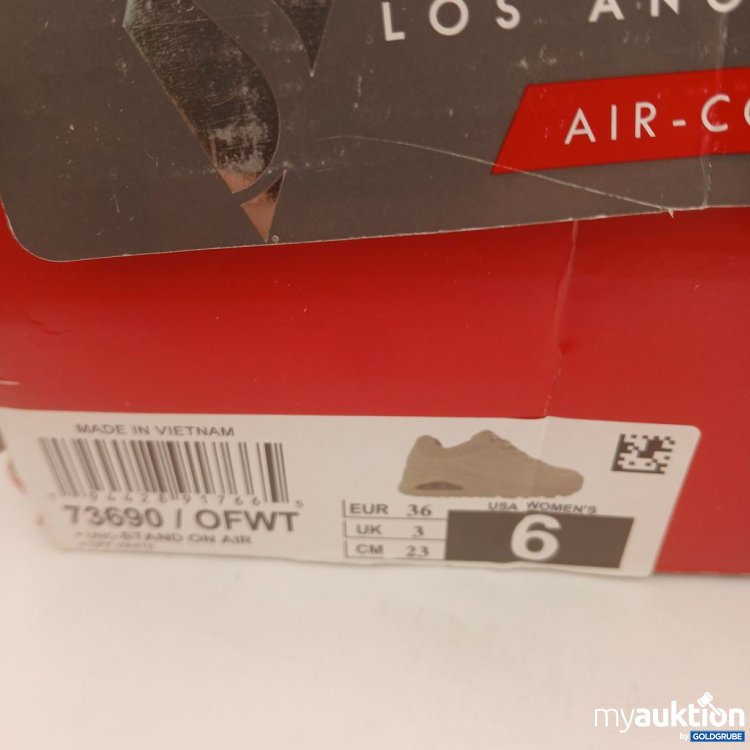 LOS ANG
AIR-CO
MADE IN VIETNAM
73690 / OFWT
STAND ON AIR
EUR 36
UK 3
CM 23
USA WOMEN'S
6
myauktion
by GOLDGRUBE